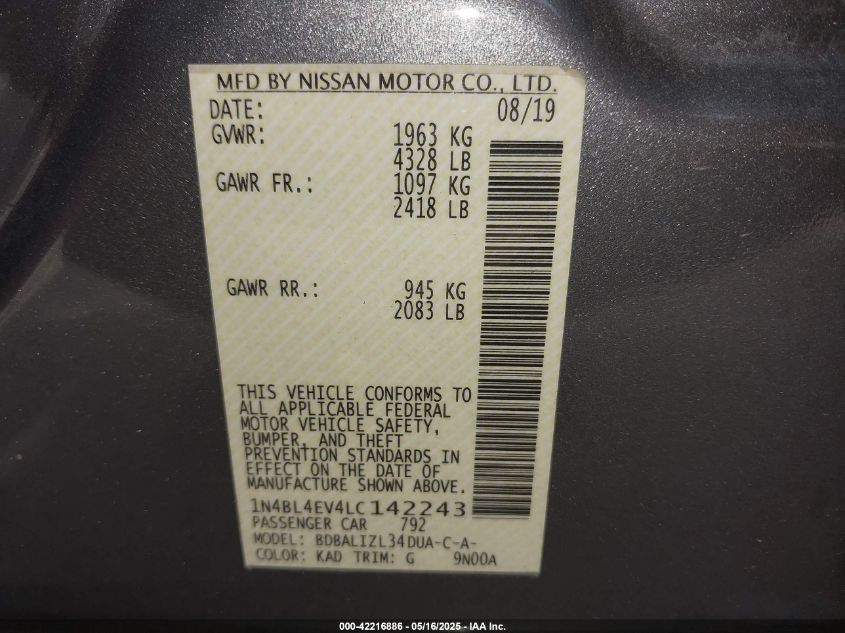 MFD BY NISSAN MOTOR CO., LTD.
DATE: 08/19
GVWR: 1963 KG
4328 LB
GAWR FR.: 1097 KG
2418 LB
GAWR RR.: 945 KG
2083 LB
THIS VEHICLE CONFORMS TO
ALL APPLICABLE FEDERAL
MOTOR VEHICLE SAFETY,
BUMPER, AND THEFT
PREVENTION STANDARDS IN
EFFECT ON THE DATE OF
MANUFACTURE SHOWN ABOVE.
1N4BL4EV4LC142243
PASSENGER CAR 792
MODEL: BDBALIZL34DUA-C-A-
COLOR: KAD TRIM: G 9N00A
000-42216886 - 05/16/2025 - IAA Inc.